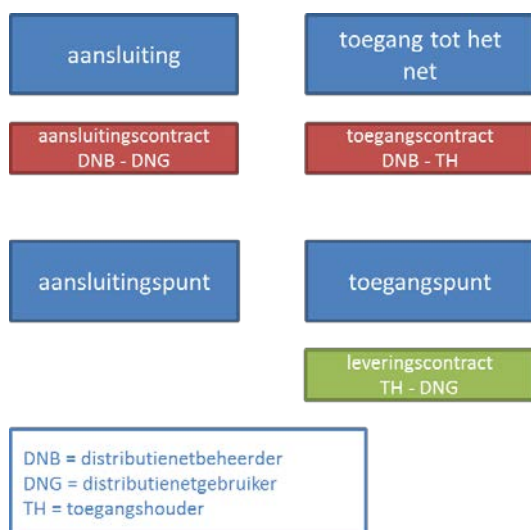 aansluiting
toegang tot het
net
aansluitingscontract
DNB - DNG
toegangscontract
DNB - TH
aansluitingspunt
toegangspunt
leveringscontract
TH - DNG
DNB = distributienetbeheerder
DNG = distributienetgebruiker
TH = toegangshouder